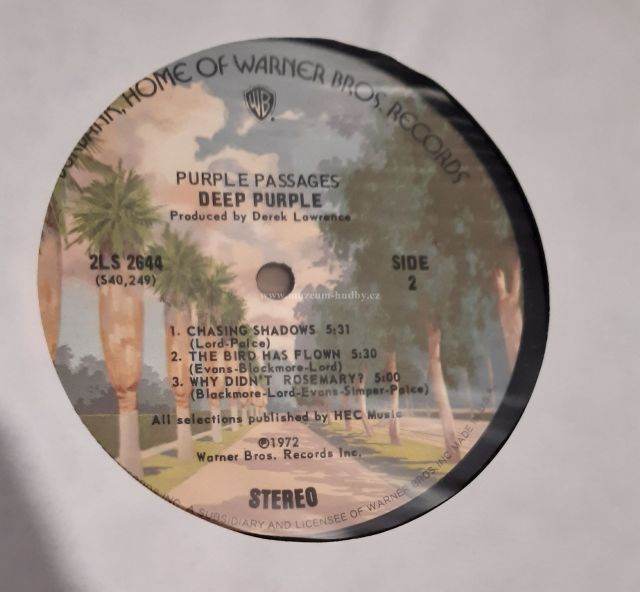 BURBANK, HOME OF WARNER BROS. RECORDS
WB
PURPLE PASSAGES
DEEP PURPLE
Produced by Derek Lawrence
2LS 2644
(S40,249)
SIDE
2
www.muzeum-hudby.cz
1. CHASING SHADOWS 5:31
(Lord-Paice)
2. THE BIRD HAS FLOWN 5:30
(Evans-Blackmore-Lord)
3. WHY DIDN'T ROSEMARY? 5:00
(Blackmore-Lord-Evans-Simper-Paice)
All selections published by HEC Music
℗1972
Warner Bros. Records Inc.
STEREO
INC. A SUBSIDIARY AND LICENSEE OF WARNER BROS. INC. MADE